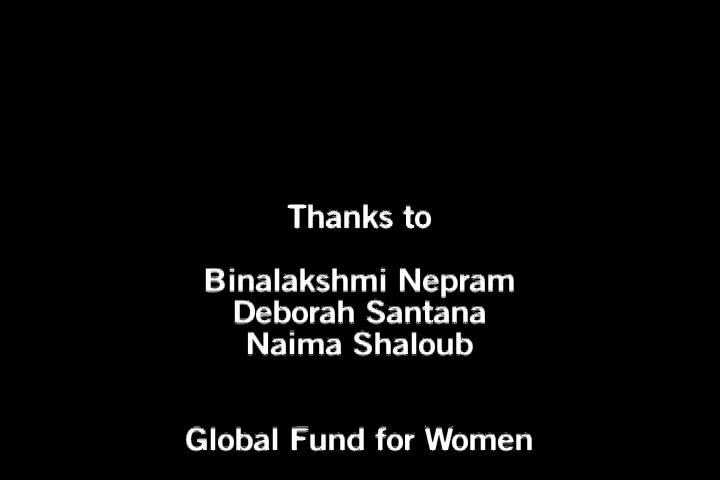 Thanks to
Binalakshmi Nepram
Deborah Santana
Naima Shaloub
Global Fund for Women